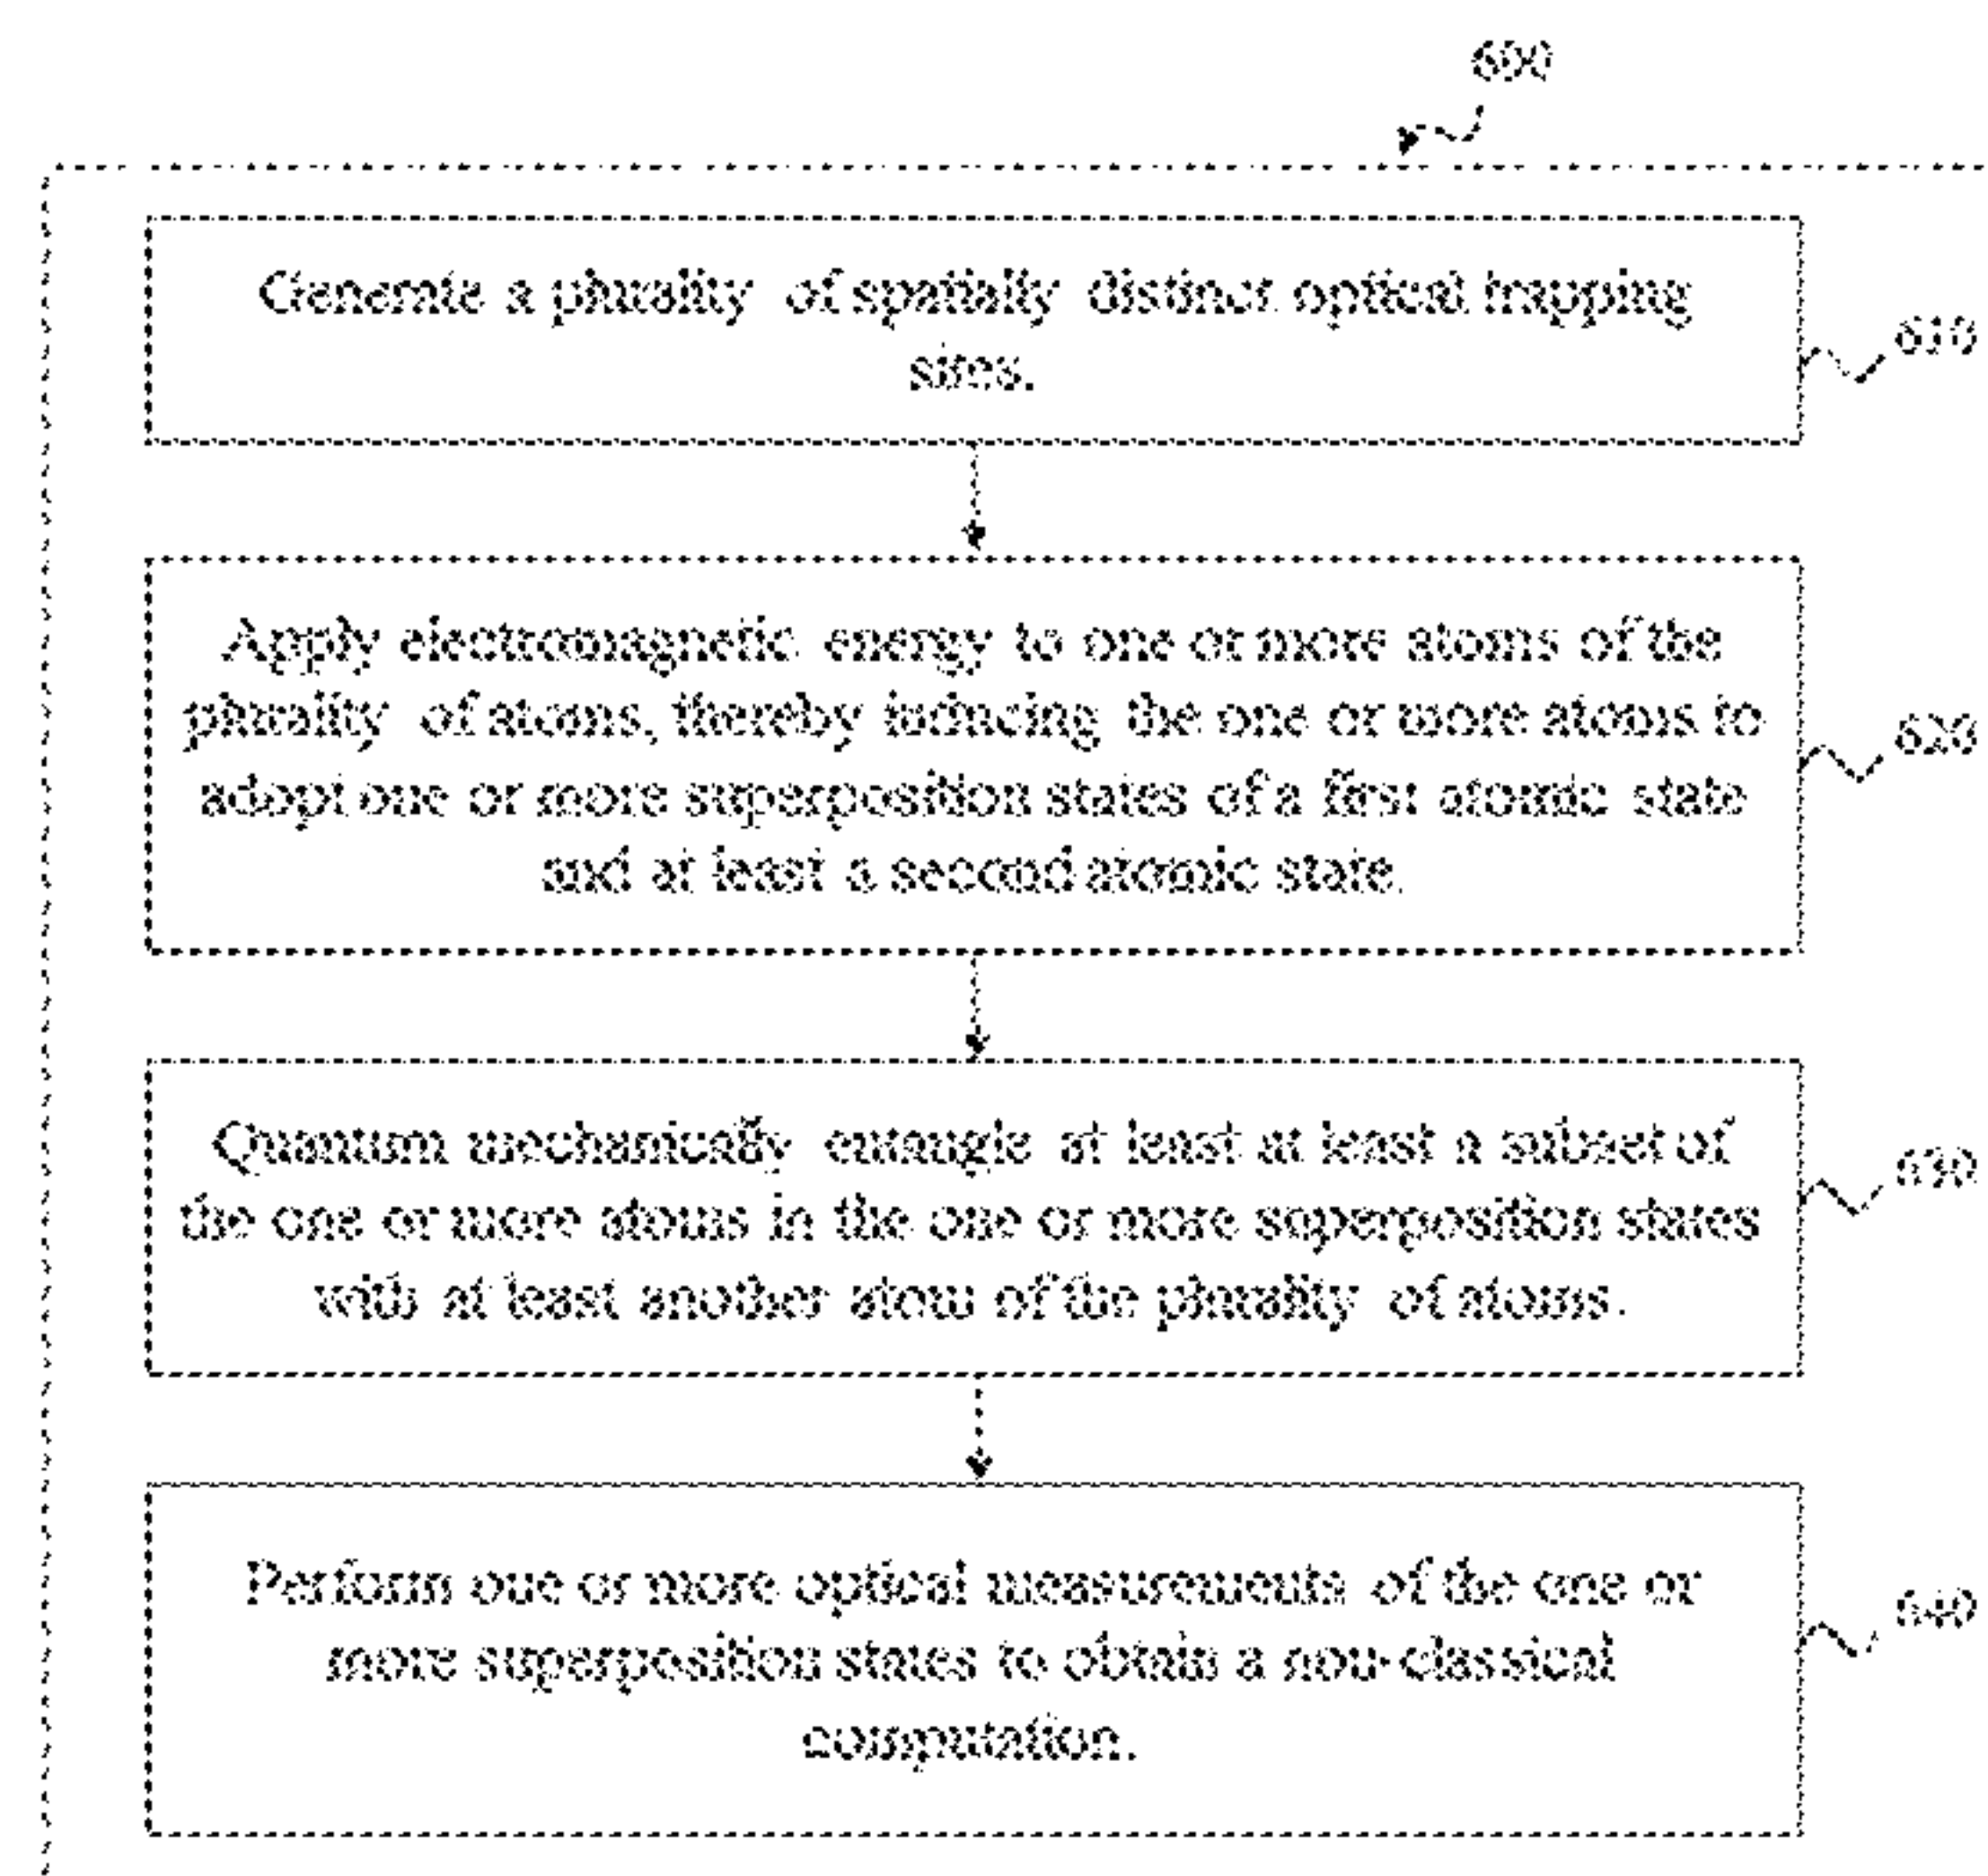 600
Generate a plurality of spatially distinct optical trapping
sites.
610
Apply electromagnetic energy to one or more atoms of the
plurality of atoms, thereby inducing the one or more atoms to
adopt one or more superposition states of a first atomic state
and at least a second atomic state.
620
Quantum mechanically entangle at least at least a subset of
the one or more atoms in the one or more superposition states
with at least another atom of the plurality of atoms.
630
Perform one or more optical measurements of the one or
more superposition states to obtain a non-classical
computation.
640